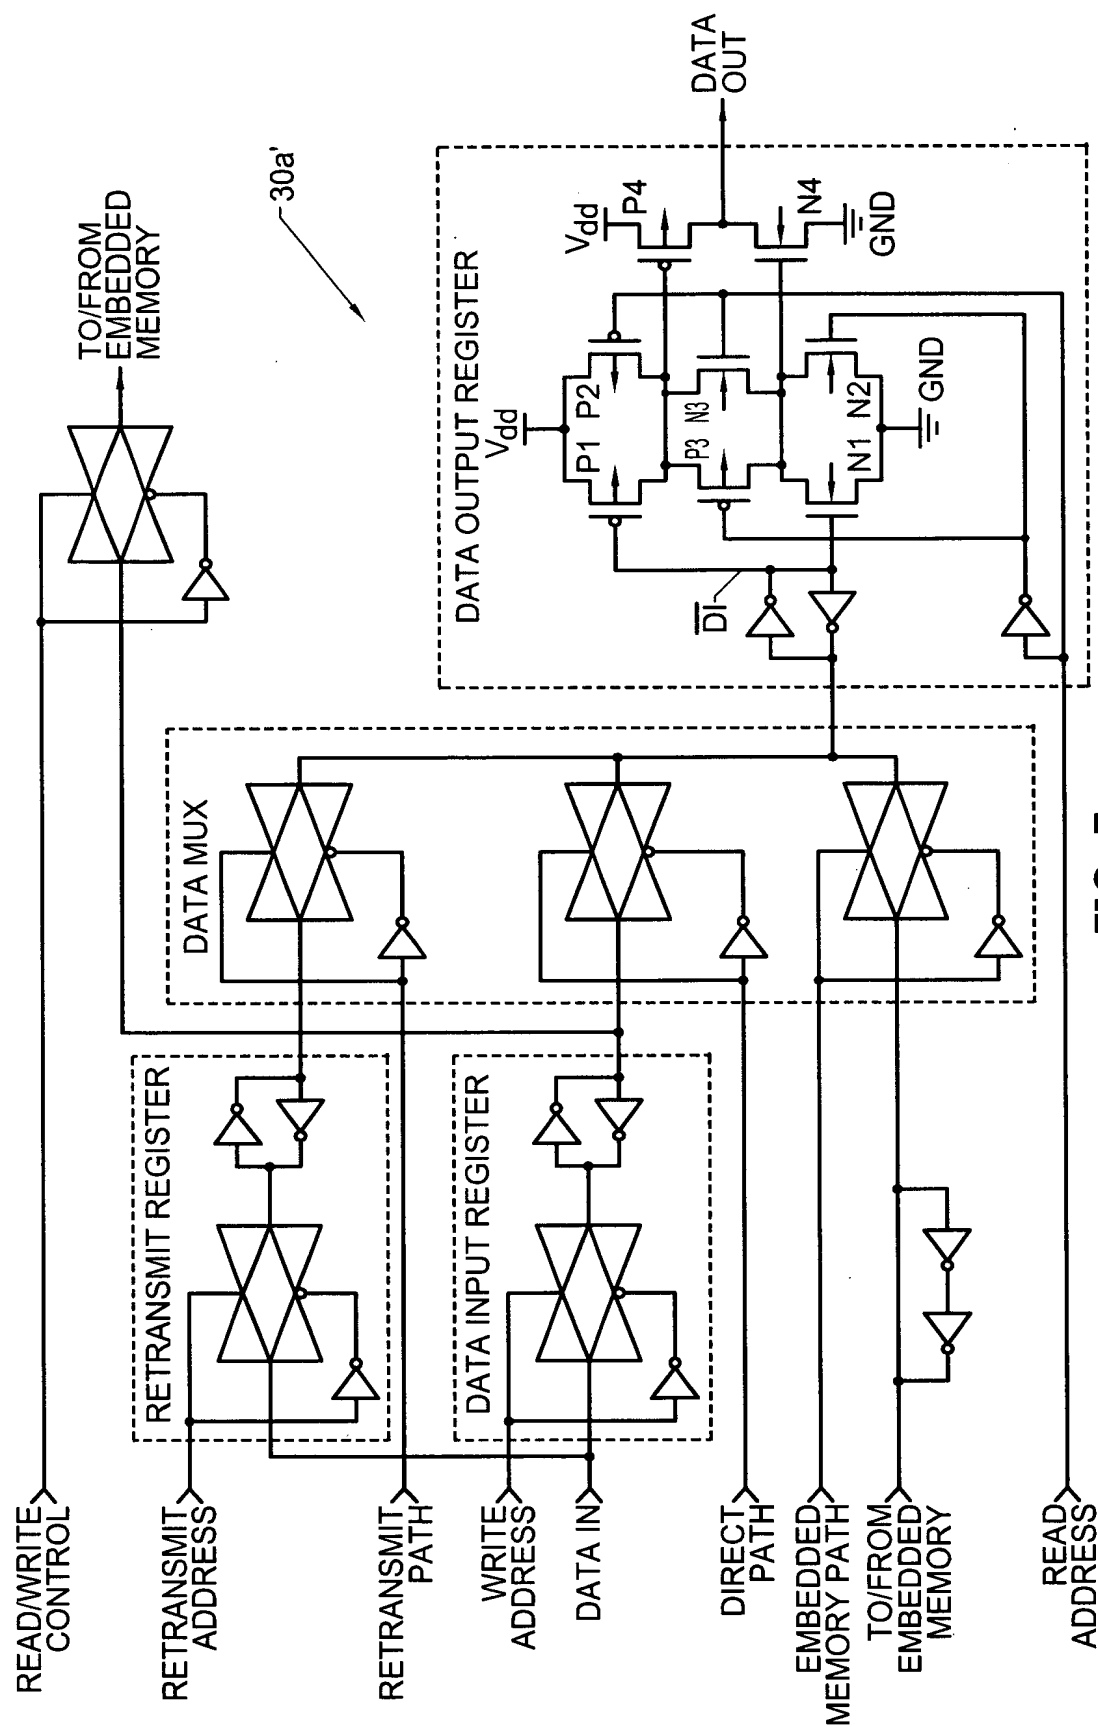 READ/WRITE
CONTROL
RETRANSMIT
ADDRESS
RETRANSMIT
PATH
WRITE
ADDRESS
DATA IN
DIRECT
PATH
EMBEDDED
MEMORY PATH
TO/FROM
EMBEDDED
MEMORY
READ
ADDRESS
RETRANSMIT REGISTER
DATA INPUT REGISTER
DATA MUX
TO/FROM
EMBEDDED
MEMORY
30a'
DATA OUTPUT REGISTER
DI
Vdd
P1
P2
P3
N3
N1
N2
GND
Vdd
P4
N4
GND
DATA
OUT